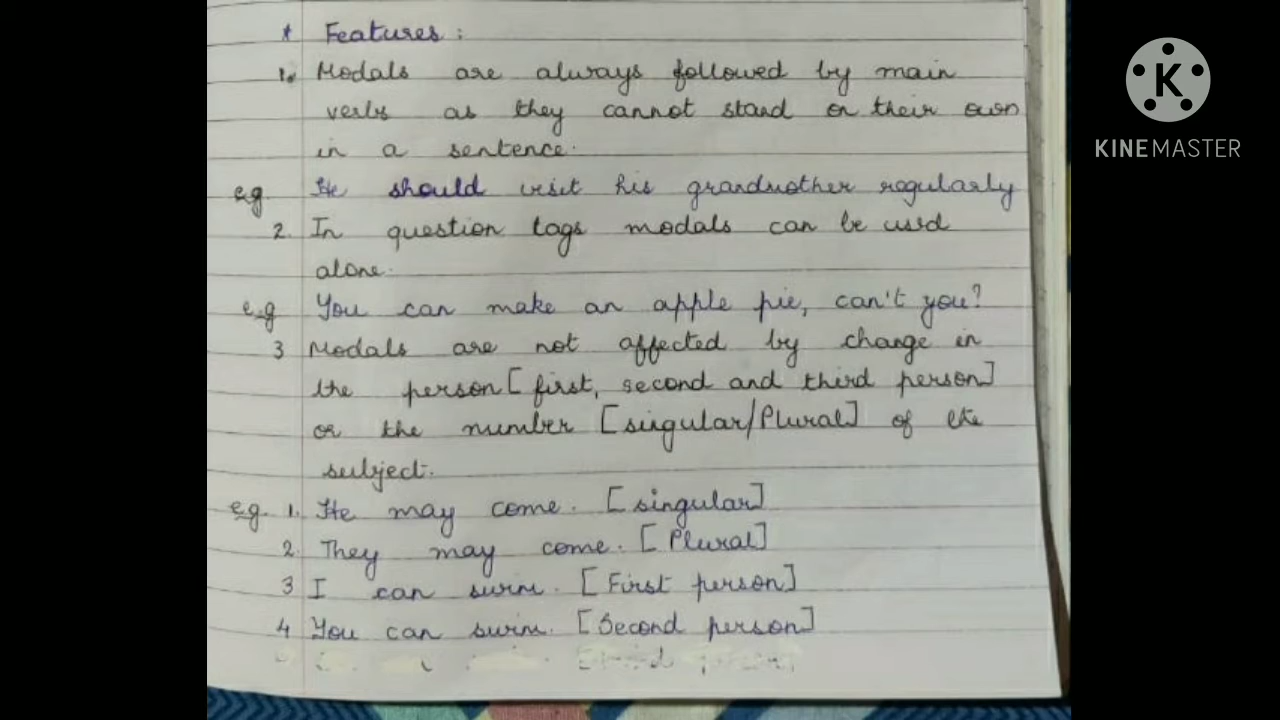 * Features :
1. Modals are always followed by main
verbs as they cannot stand on their own
in a sentence.
eg He should visit his grandmother regularly
2. In question tags modals can be used
alone.
e.g You can make an apple pie, can't you?
3 Modals are not affected by change in
the person [first, second and third person]
or the number [singular/Plural] of the
subject.
eg. 1. He may come. [singular]
2. They may come. [Plural]
3 I can swim. [First person]
4 You can swim. [Second person]
K
KINEMASTER